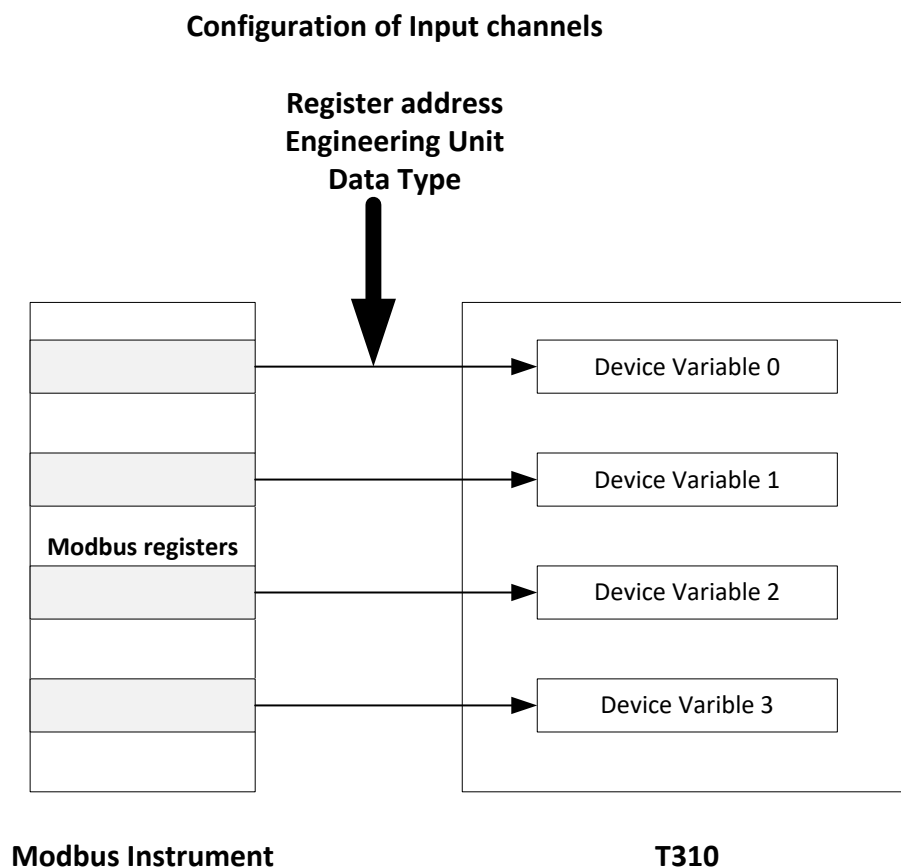 Configuration of Input channels
Register address
Engineering Unit
Data Type
Device Variable 0
Device Variable 1
Modbus registers
Device Variable 2
Device Varible 3
Modbus Instrument
T310